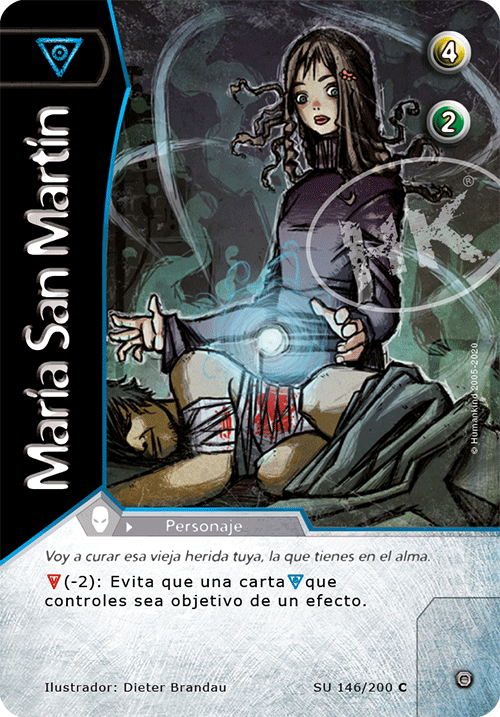 4
2
María San Martín
HK®
© Humankind 2005-2020
Personaje
Voy a curar esa vieja herida tuya, la que tienes en el alma.
(-2): Evita que una carta que
controles sea objetivo de un efecto.
Ilustrador: Dieter Brandau
SU 146/200 C